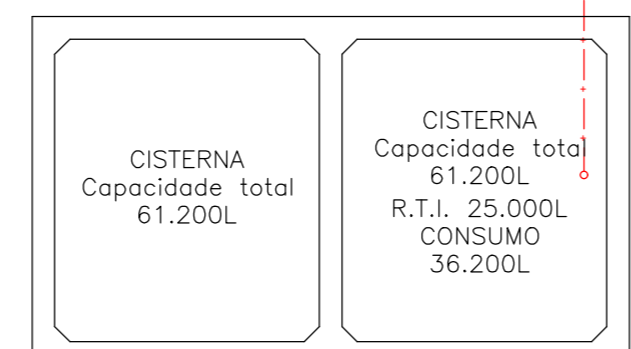 CISTERNA
Capacidade total
61.200L
CISTERNA
Capacidade total
61.200L
R.T.I. 25.000L
CONSUMO
36.200L